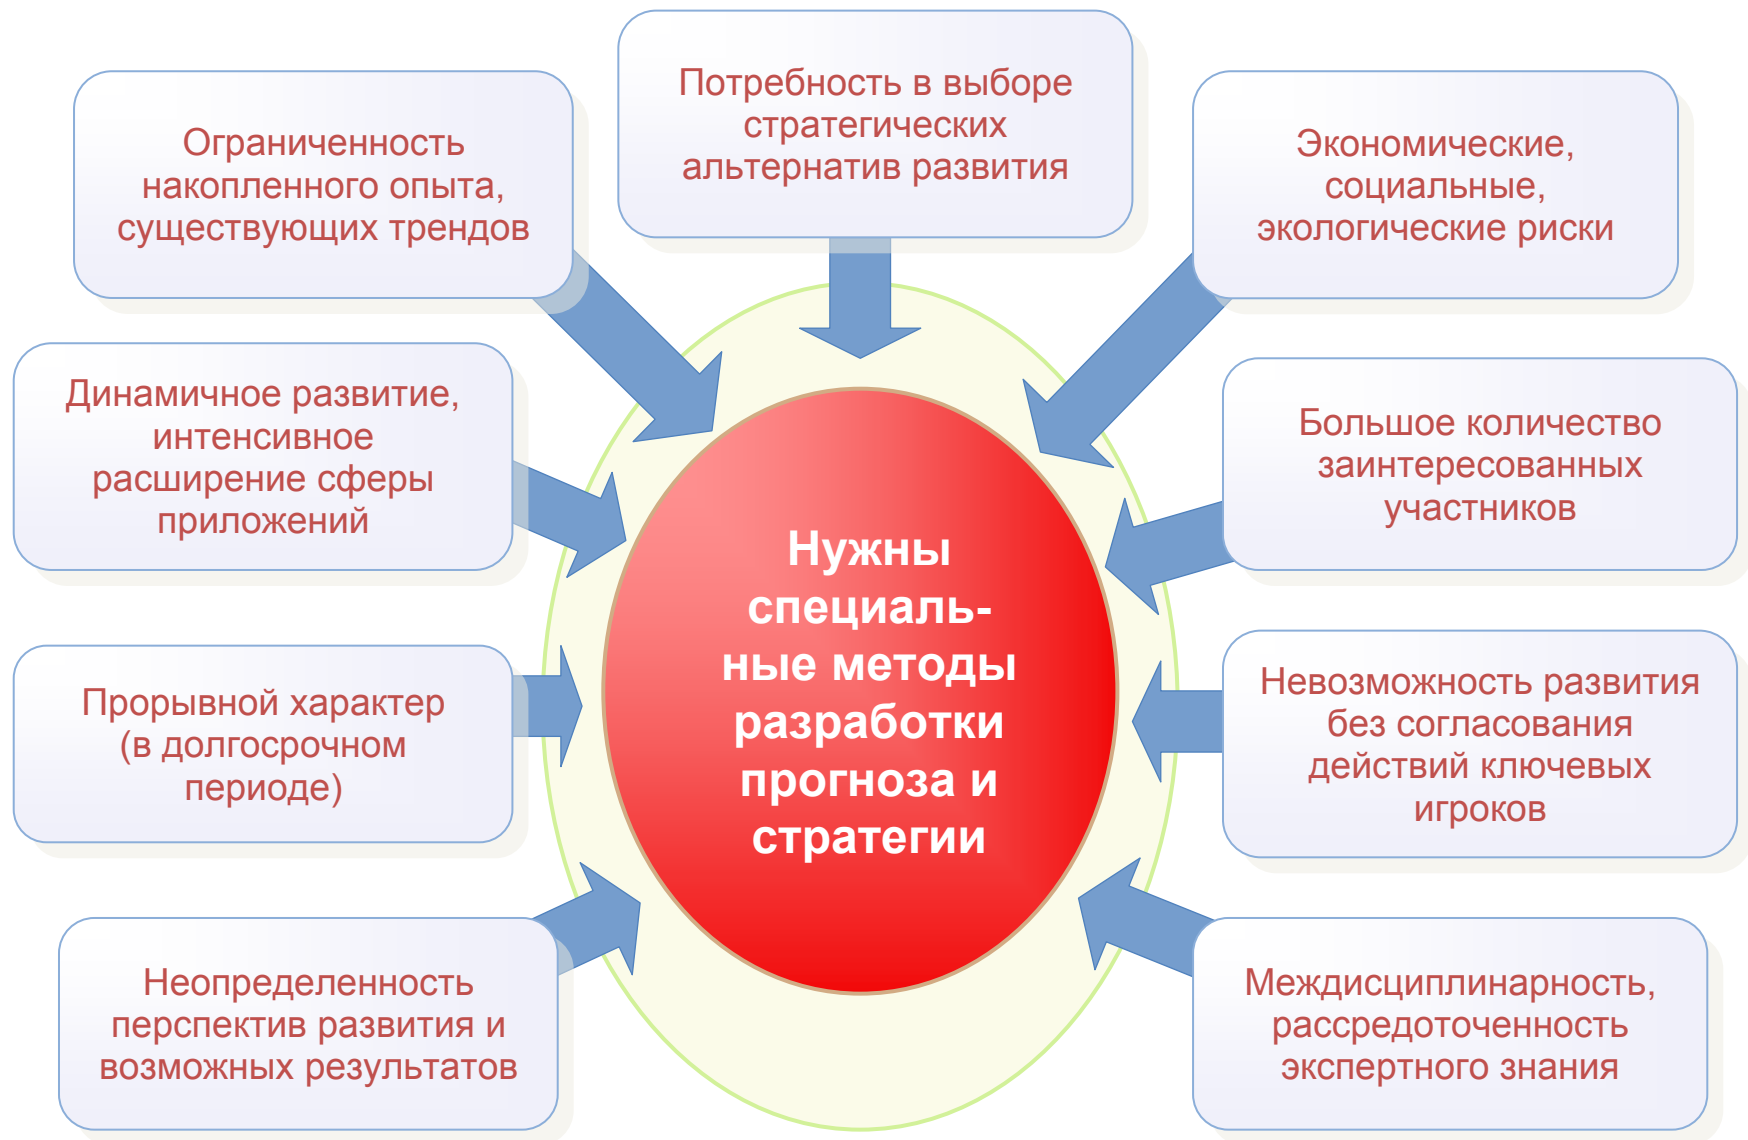 Потребность в выборе
стратегических
альтернатив развития
Ограниченность
накопленного опыта,
существующих трендов
Экономические,
социальные,
экологические риски
Динамичное развитие,
интенсивное
расширение сферы
приложений
Большое количество
заинтересованных
участников
Нужны
специаль-
ные методы
разработки
прогноза и
стратегии
Прорывной характер
(в долгосрочном
периоде)
Невозможность развития
без согласования
действий ключевых
игроков
Неопределенность
перспектив развития и
возможных результатов
Междисциплинарность,
рассредоточенность
экспертного знания